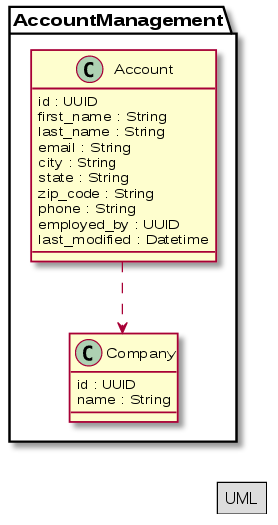 AccountManagement
C Account
id : UUID
first_name : String
last_name : String
email : String
city : String
state : String
zip_code : String
phone : String
employed_by : UUID
last_modified : Datetime
C Company
id : UUID
name : String
UML